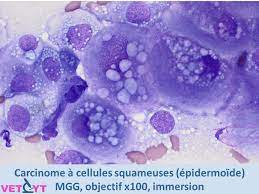 Carcinome à cellules squameuses (épidermoïde)
MGG, objectif x100, immersion
VETCYT